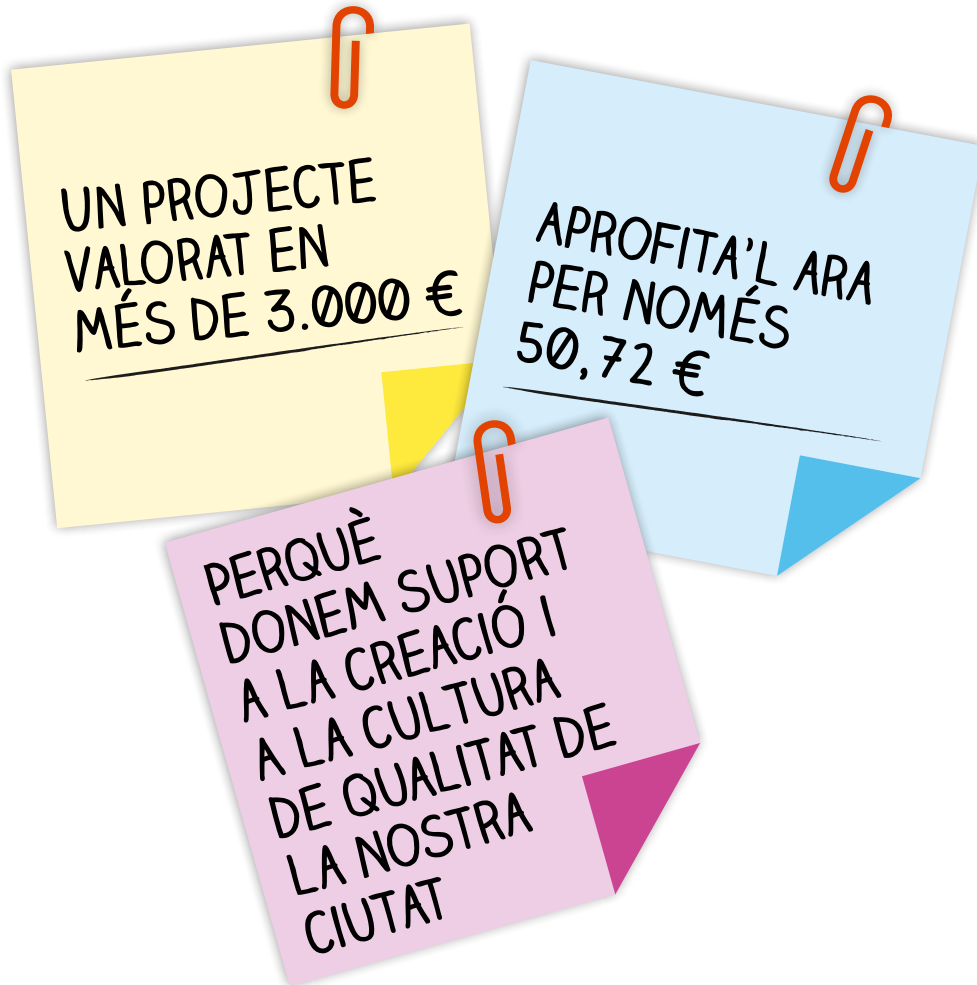 UN PROJECTE
VALORAT EN
MÉS DE 3.000 €
APROFITA'L ARA
PER NOMÉS
50,72 €
PERQUÈ
DONEM SUPORT
A LA CREACIÓ I
A LA CULTURA
DE QUALITAT DE
LA NOSTRA
CIUTAT